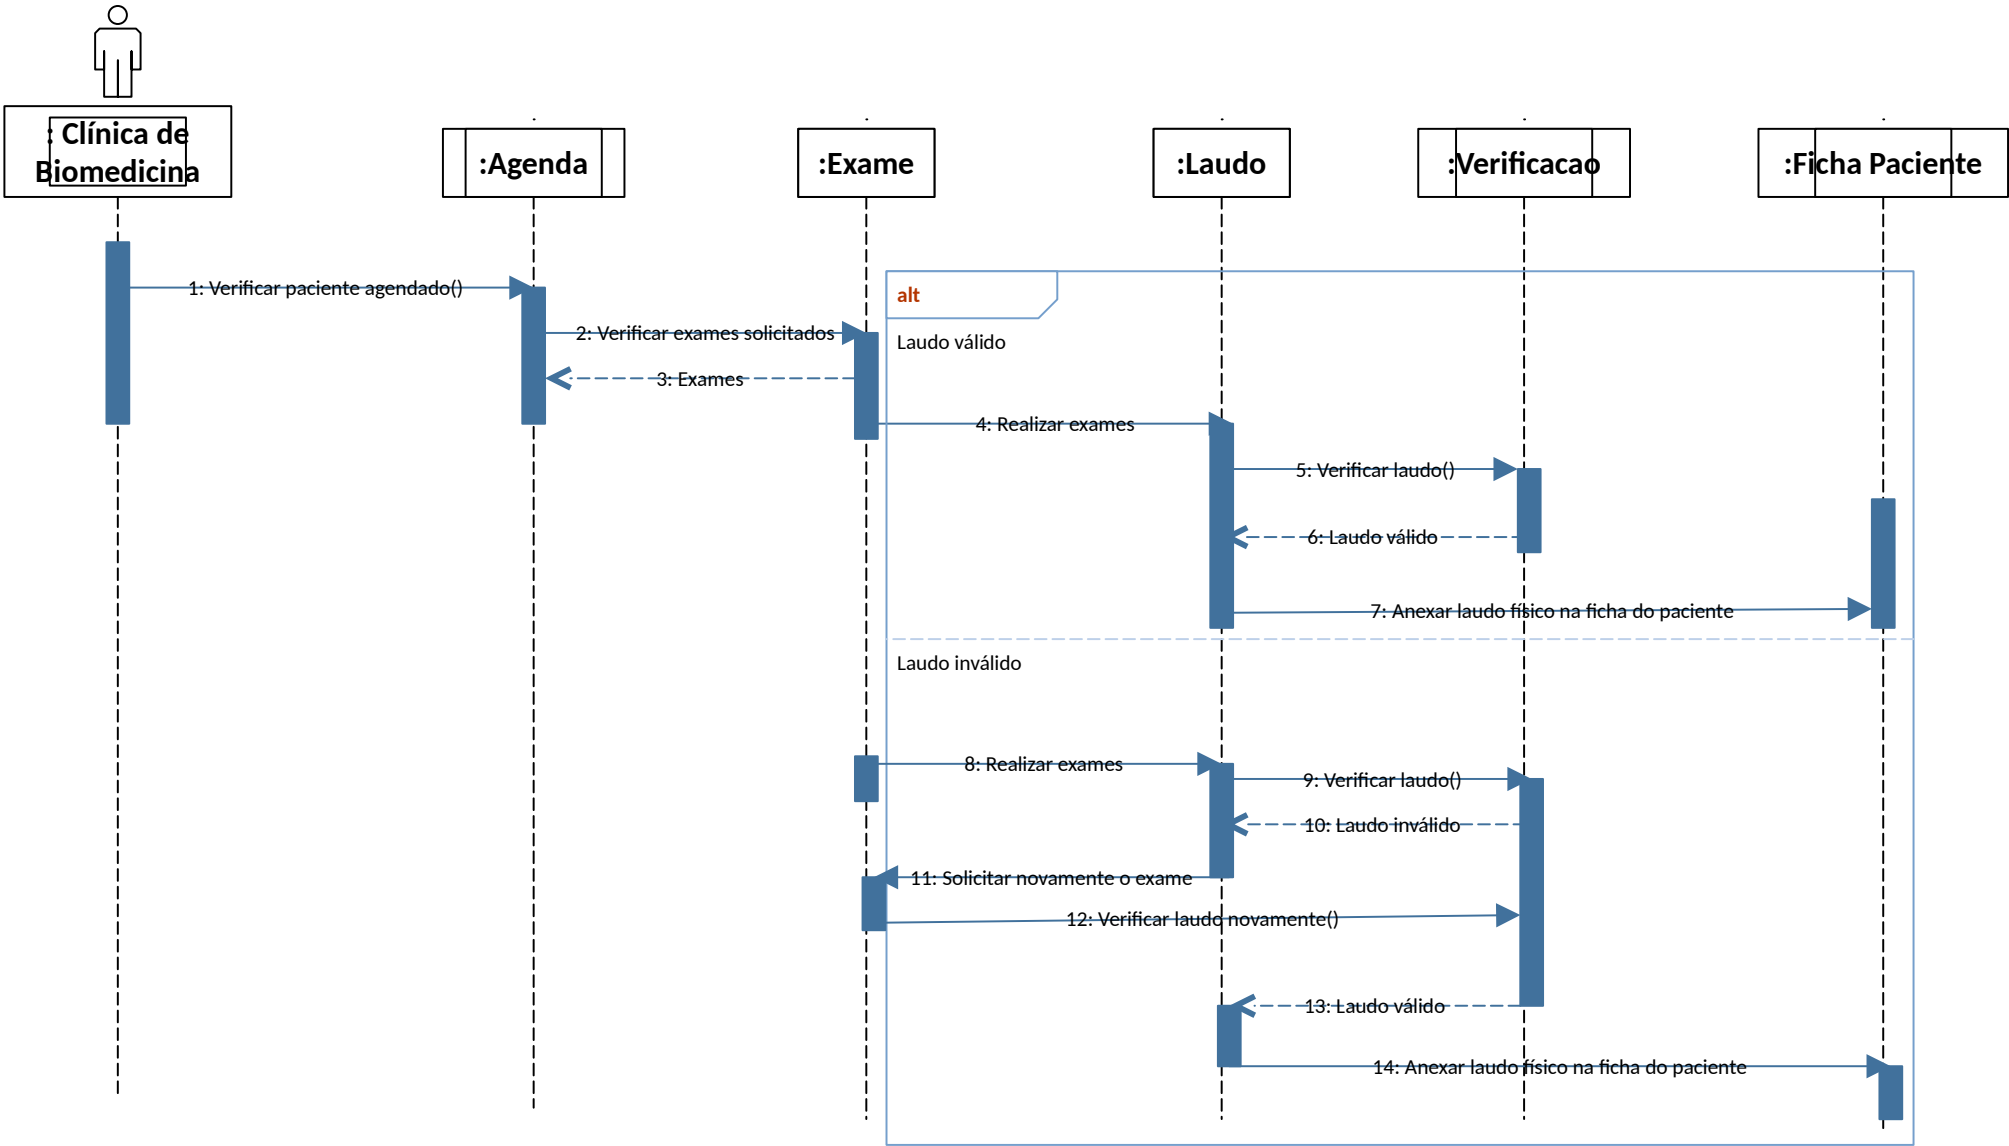 : Clínica de
Biomedicina
:Agenda
:Exame
:Laudo
:Verificacao
:Ficha Paciente
1: Verificar paciente agendado()
alt
2: Verificar exames solicitados
Laudo válido
3: Exames
4: Realizar exames
5: Verificar laudo()
6: Laudo válido
7: Anexar laudo físico na ficha do paciente
Laudo inválido
8: Realizar exames
9: Verificar laudo()
10: Laudo inválido
11: Solicitar novamente o exame
12: Verificar laudo novamente()
13: Laudo válido
14: Anexar laudo físico na ficha do paciente